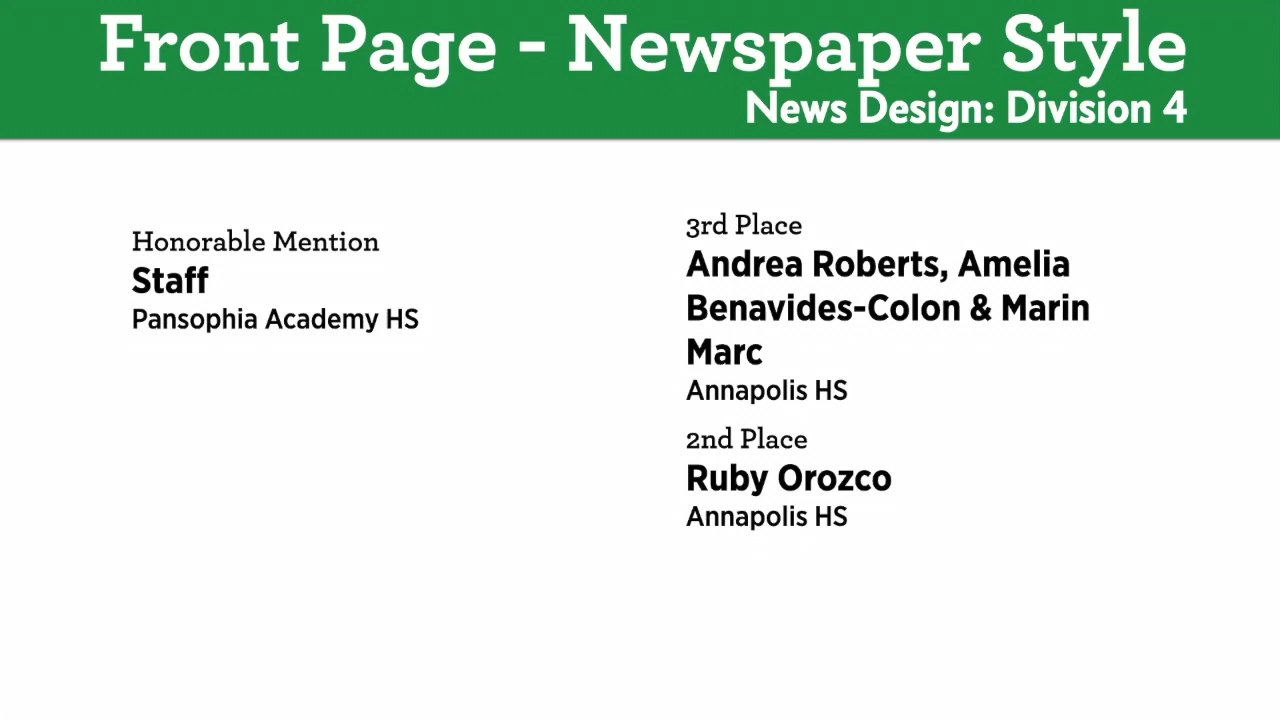 Front Page - Newspaper Style
News Design: Division 4
Honorable Mention
Staff
Pansophia Academy HS
3rd Place
Andrea Roberts, Amelia
Benavides-Colon & Marin
Marc
Annapolis HS
2nd Place
Ruby Orozco
Annapolis HS